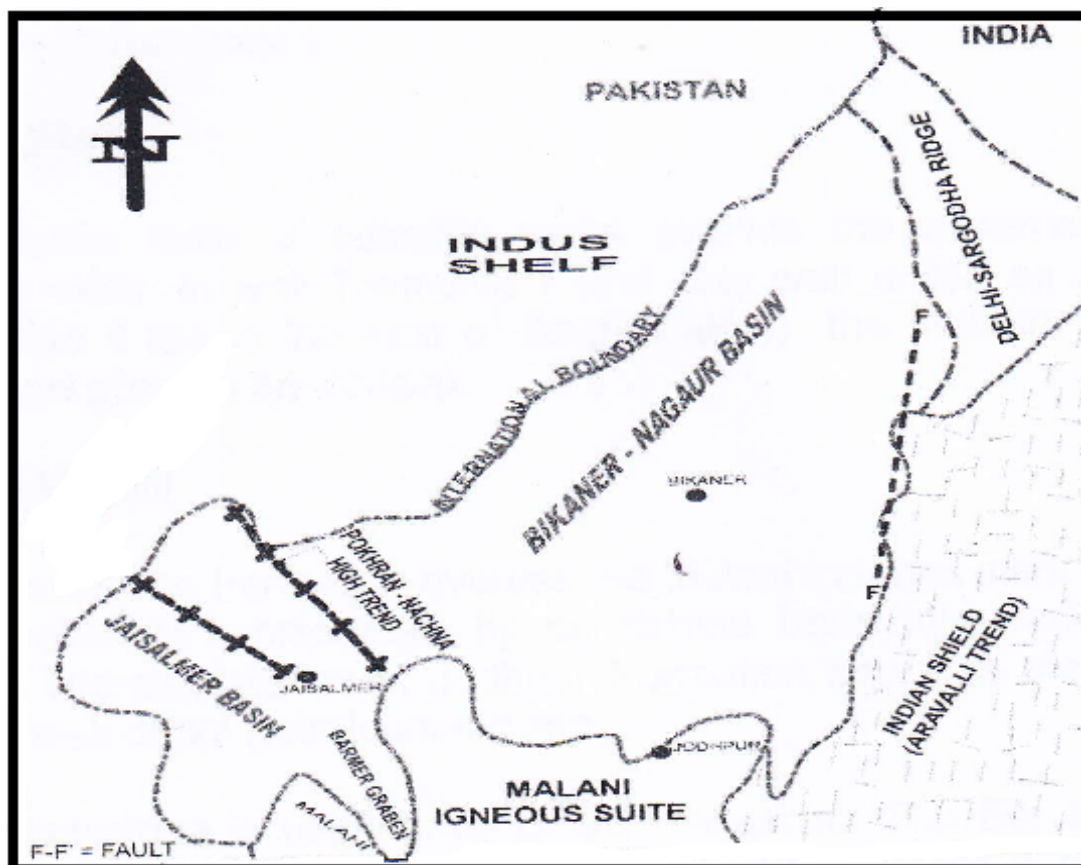 INDIA
PAKISTAN
N
INDUS
SHELF
DELHI-SARGODHA RIDGE
INTERNATIONAL BOUNDARY
BIKANER - NAGAUR BASIN
F
BIKANER
POKHRAN - NACHNA
HIGH TREND
F
JAISALMER BASIN
JAISALMER
INDIAN SHIELD
(ARAVALLI TREND)
BARMER GRABEN
JODHPUR
MALANI
IGNEOUS SUITE
MALANI
F-F' = FAULT